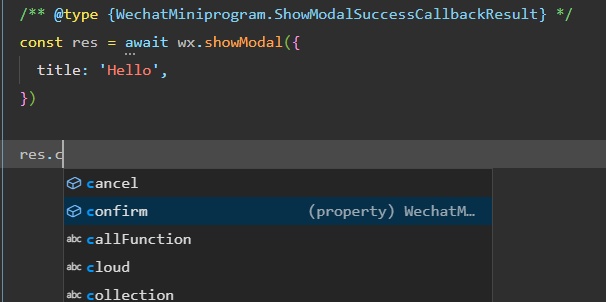 /** @type {WechatMiniprogram.ShowModalSuccessCallbackResult} */
const res = await wx.showModal({
  title: 'Hello',
})
res.c
cancel
confirm (property) WechatM…
abc callFunction
abc cloud
abc collection